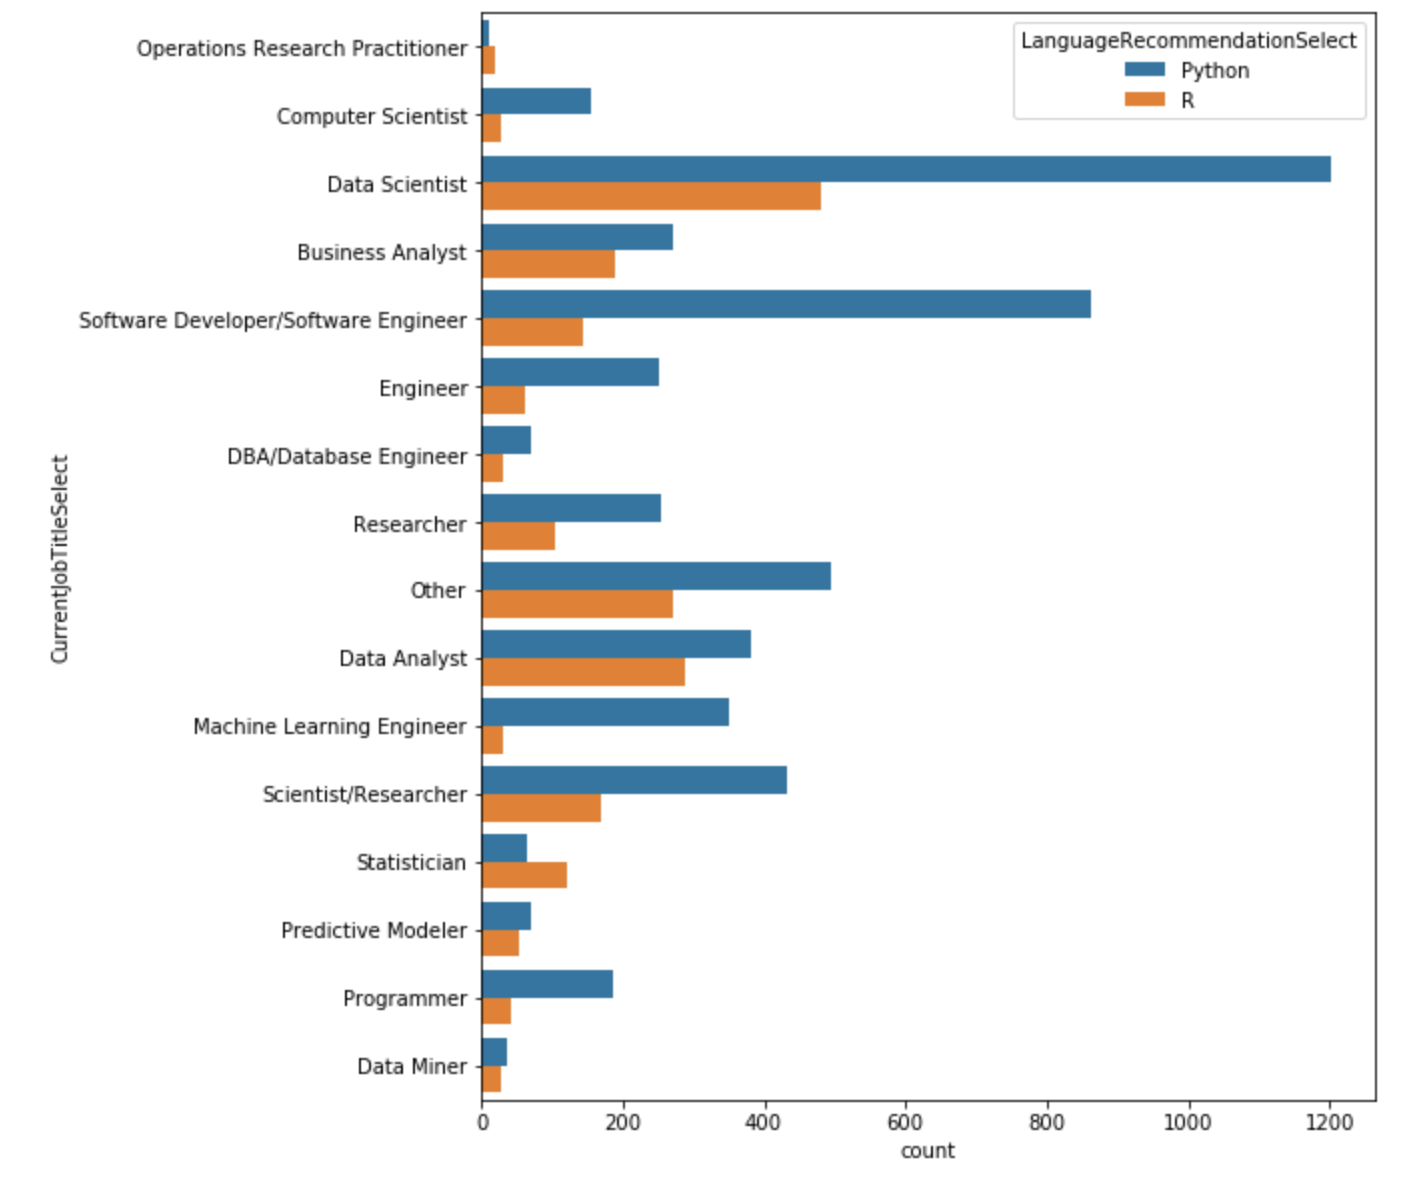 LanguageRecommendationSelect
Python
R
CurrentJobTitleSelect
Operations Research Practitioner
Computer Scientist
Data Scientist
Business Analyst
Software Developer/Software Engineer
Engineer
DBA/Database Engineer
Researcher
Other
Data Analyst
Machine Learning Engineer
Scientist/Researcher
Statistician
Predictive Modeler
Programmer
Data Miner
0 200 400 600 800 1000 1200
count